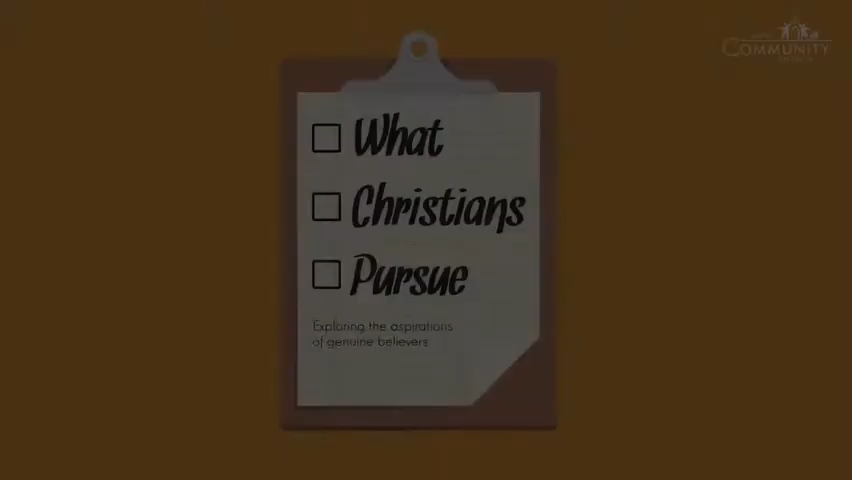 What
Christians
Pursue
Exploring the aspirations
of genuine believers
COMMUNITY